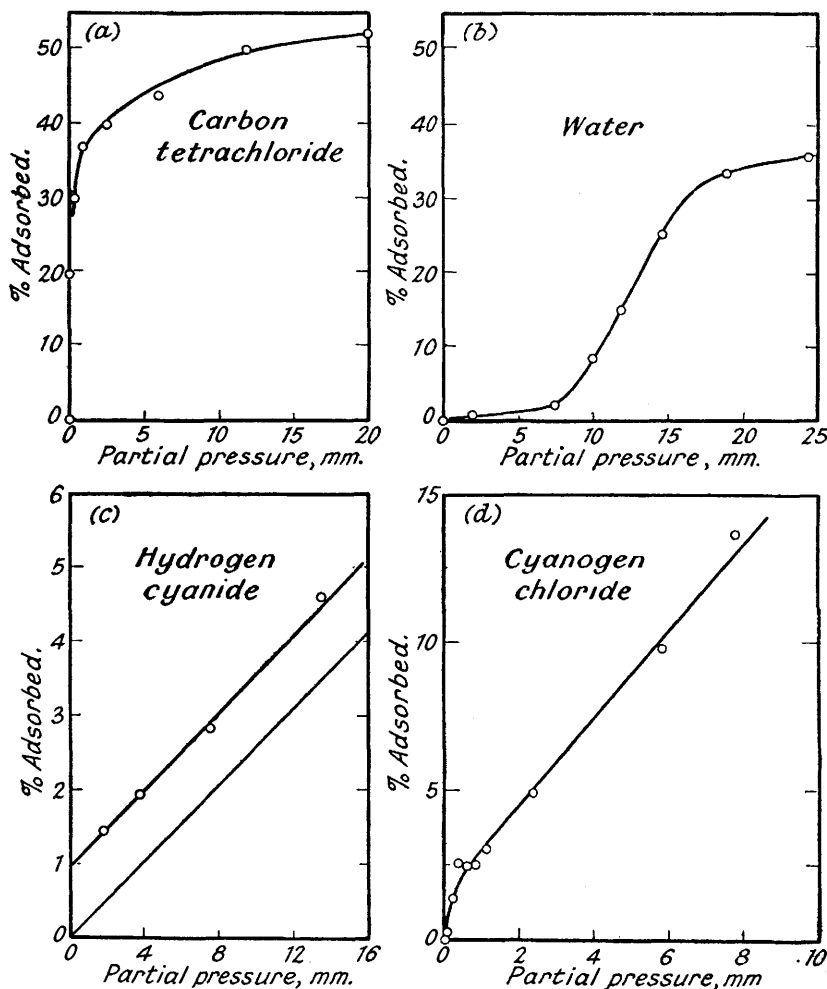 (a)
Carbon
tetrachloride
% Adsorbed.
50
40
30
20
10
0
0 5 10 15 20
Partial pressure, mm.
(b)
Water
% Adsorbed.
50
40
30
20
10
0
0 5 10 15 20 25
Partial pressure, mm.
(c)
Hydrogen
cyanide
% Adsorbed.
6
5
4
3
2
1
0
0 4 8 12 16
Partial pressure, mm.
(d)
Cyanogen
chloride
% Adsorbed.
15
10
5
0
0 2 4 6 8 10
Partial pressure, mm